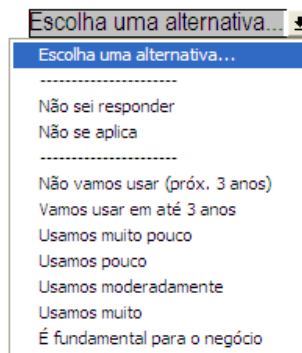 Escolha uma alternativa...
Escolha uma alternativa...
----------------------
Não sei responder
Não se aplica
----------------------
Não vamos usar (próx. 3 anos)
Vamos usar em até 3 anos
Usamos muito pouco
Usamos pouco
Usamos moderadamente
Usamos muito
É fundamental para o negócio